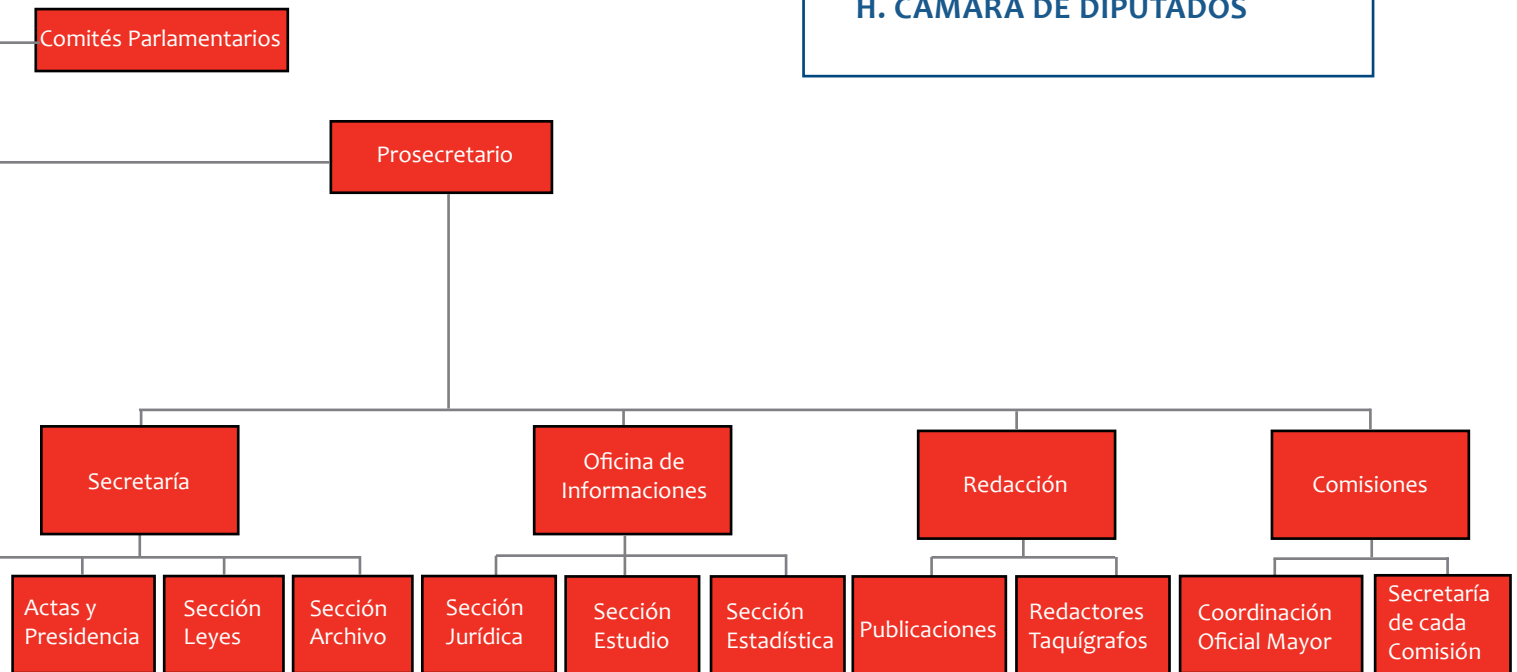 H. CÁMARA DE DIPUTADOS
Comités Parlamentarios
Prosecretario
Secretaría
Oficina de
Informaciones
Redacción
Comisiones
Actas y
Presidencia
Sección
Leyes
Sección
Archivo
Sección
Jurídica
Sección
Estudio
Sección
Estadística
Publicaciones
Redactores
Taquígrafos
Coordinación
Oficial Mayor
Secretaría
de cada
Comisión